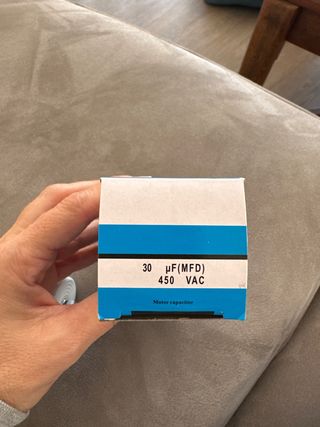 30 µF(MFD)
450 VAC
Motor capacitor